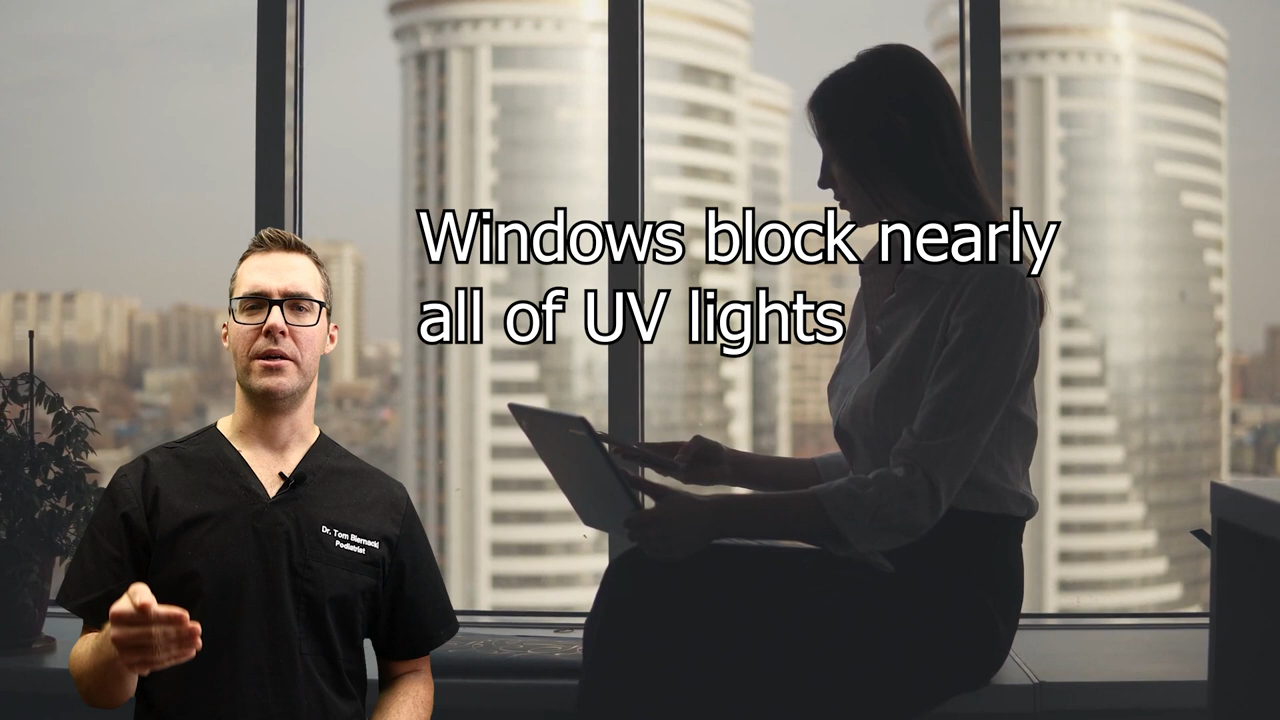 Windows block nearly
all of UV lights
Dr. Tom Biernacki
Podiatrist